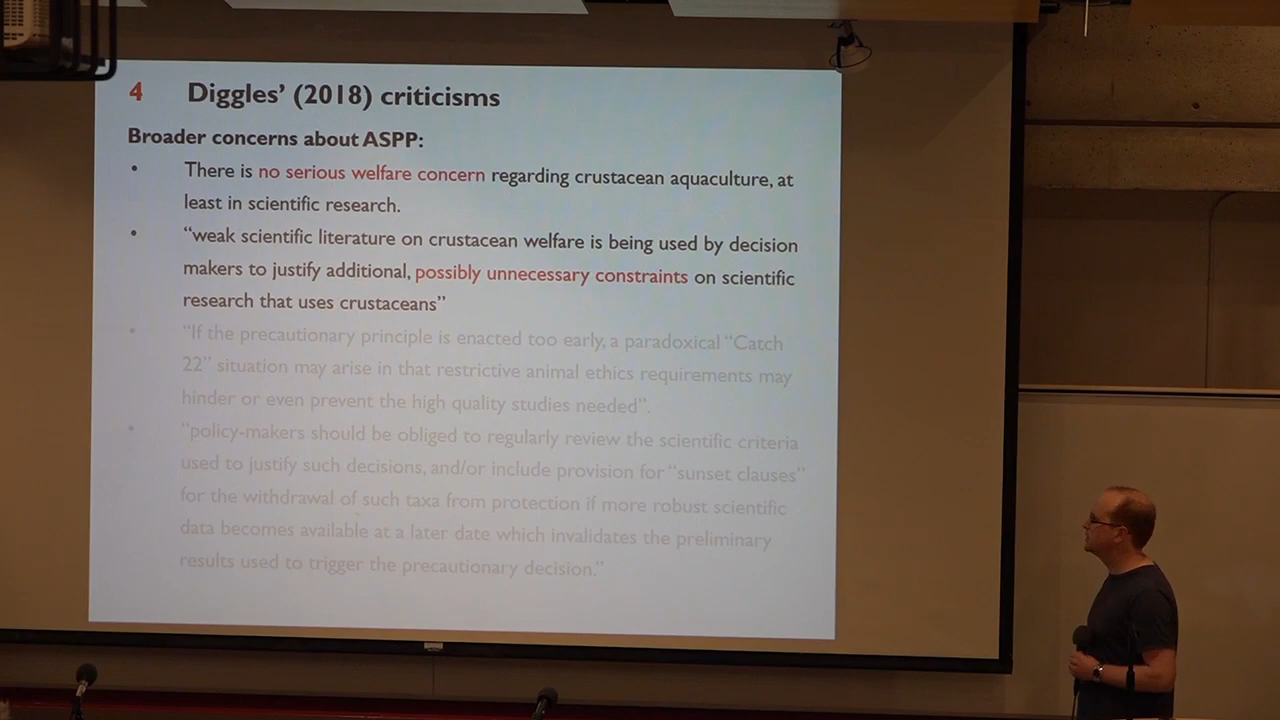 4 Diggles’ (2018) criticisms
Broader concerns about ASPP:
• There is no serious welfare concern regarding crustacean aquaculture, at
least in scientific research.
• “weak scientific literature on crustacean welfare is being used by decision
makers to justify additional, possibly unnecessary constraints on scientific
research that uses crustaceans”
• “If the precautionary principle is enacted too early, a paradoxical “Catch
22” situation may arise in that restrictive animal ethics requirements may
hinder or even prevent the high quality studies needed”.
• “policy-makers should be obliged to regularly review the scientific criteria
used to justify such decisions, and/or include provision for “sunset clauses”
for the withdrawal of such taxa from protection if more robust scientific
data becomes available at a later date which invalidates the preliminary
results used to trigger the precautionary decision.”